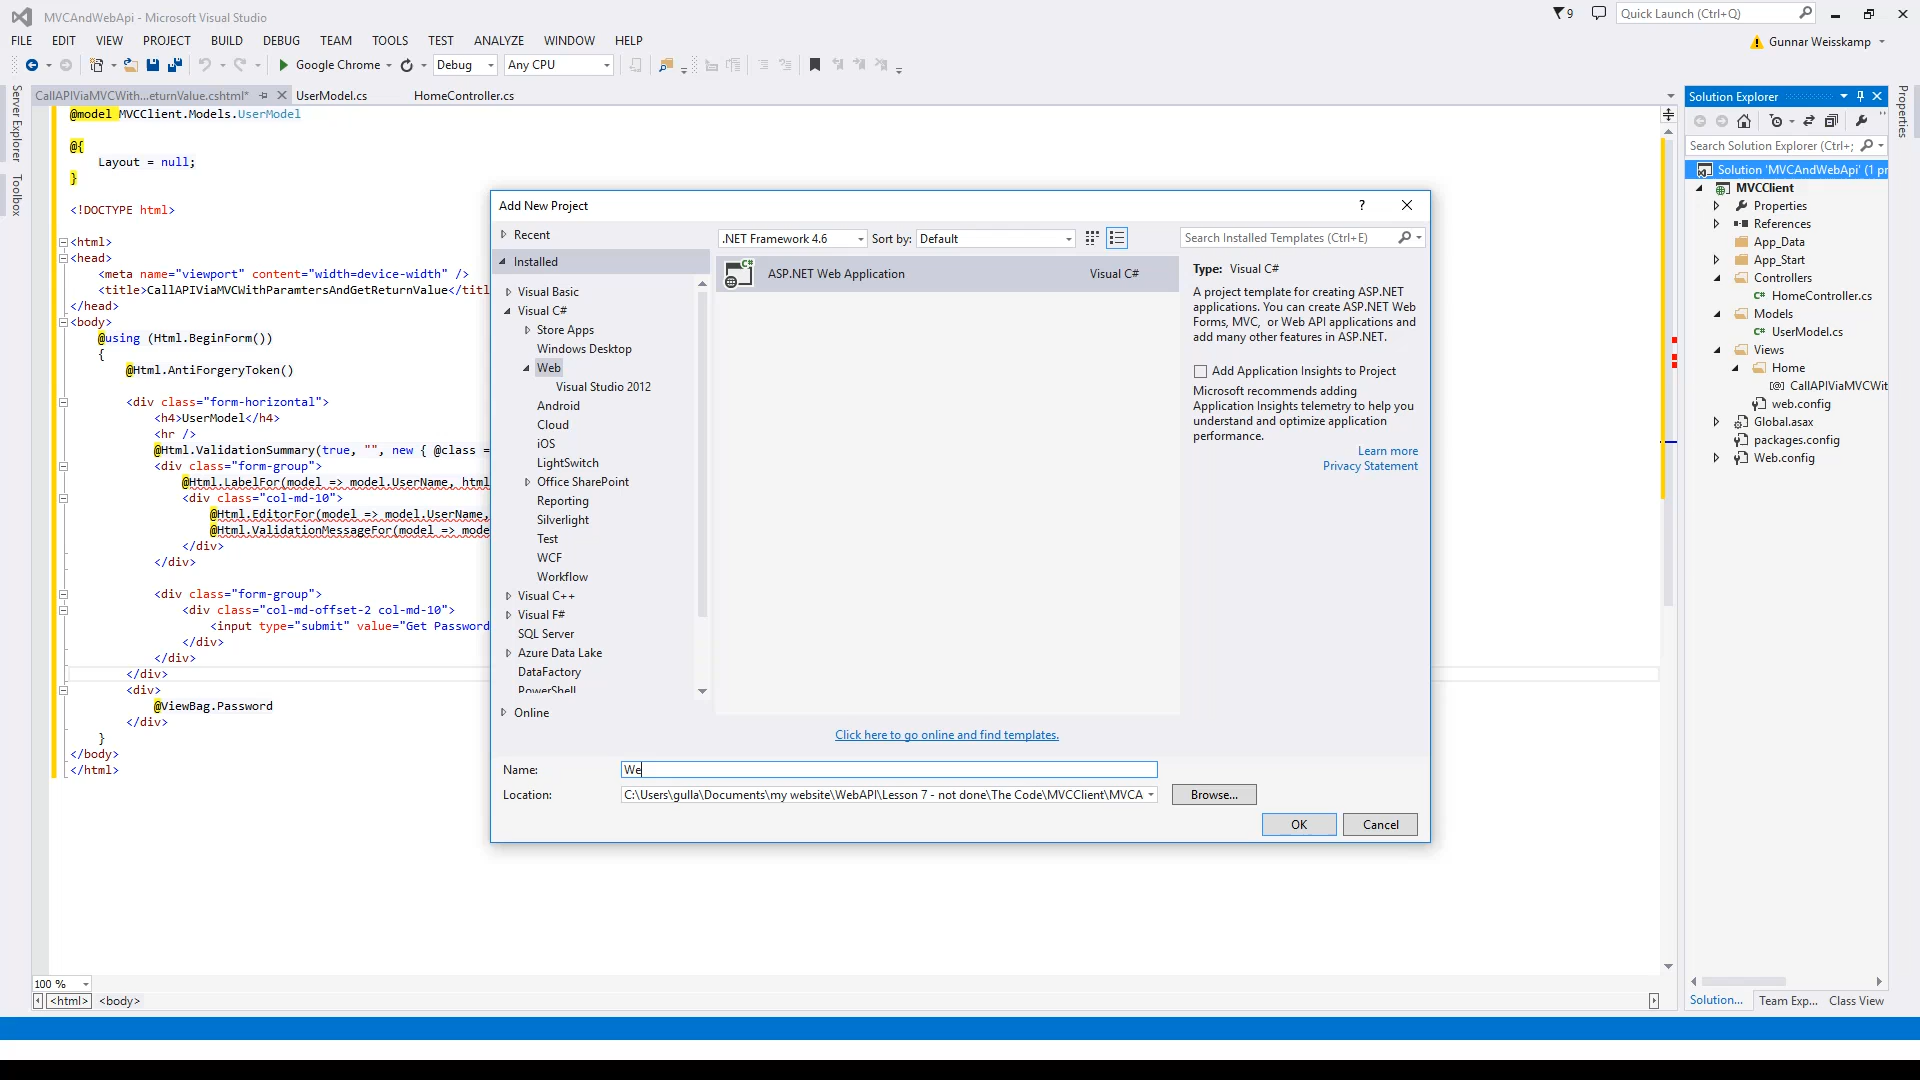 MVCAndWebApi - Microsoft Visual Studio
9
Quick Launch (Ctrl+Q)
FILE EDIT VIEW PROJECT BUILD DEBUG TEAM TOOLS TEST ANALYZE WINDOW HELP
Gunnar Weisskamp
Google Chrome Debug Any CPU
Server Explorer
Toolbox
CallAPIViaMVCWith...eturnValue.cshtml* UserModel.cs HomeController.cs
@model MVCClient.Models.UserModel
@{
Layout = null;
}
<!DOCTYPE html>
<html>
<head>
<meta name="viewport" content="width=device-width" />
<title>CallAPIViaMVCWithParamtersAndGetReturnValue</titl
</head>
<body>
@using (Html.BeginForm())
{
@Html.AntiForgeryToken()
<div class="form-horizontal">
<h4>UserModel</h4>
<hr />
@Html.ValidationSummary(true, "", new { @class =
<div class="form-group">
@Html.LabelFor(model => model.UserName, html
<div class="col-md-10">
@Html.EditorFor(model => model.UserName,
@Html.ValidationMessageFor(model => mode
</div>
</div>
<div class="form-group">
<div class="col-md-offset-2 col-md-10">
<input type="submit" value="Get Password
</div>
</div>
</div>
<div>
@ViewBag.Password
</div>
}
</body>
</html>
100 %
<html> <body>
Add New Project
?
Recent
Installed
Visual Basic
Visual C#
Store Apps
Windows Desktop
Web
Visual Studio 2012
Android
Cloud
iOS
LightSwitch
Office SharePoint
Reporting
Silverlight
Test
WCF
Workflow
Visual C++
Visual F#
SQL Server
Azure Data Lake
DataFactory
PowerShell
Online
.NET Framework 4.6 Sort by: Default
Search Installed Templates (Ctrl+E)
ASP.NET Web Application Visual C#
Type: Visual C#
A project template for creating ASP.NET
applications. You can create ASP.NET Web
Forms, MVC, or Web API applications and
add many other features in ASP.NET.
Add Application Insights to Project
Microsoft recommends adding
Application Insights telemetry to help you
understand and optimize application
performance.
Learn more
Privacy Statement
Click here to go online and find templates.
Name: We
Location: C:\Users\gulla\Documents\my website\WebAPI\Lesson 7 - not done\The Code\MVCClient\MVCA
Browse...
OK Cancel
Solution Explorer
Search Solution Explorer (Ctrl+;
Solution 'MVCAndWebApi' (1 pr
MVCClient
Properties
References
App_Data
App_Start
Controllers
HomeController.cs
Models
UserModel.cs
Views
Home
CallAPIViaMVCWit
web.config
Global.asax
packages.config
Web.config
Solution... Team Exp... Class View
Properties